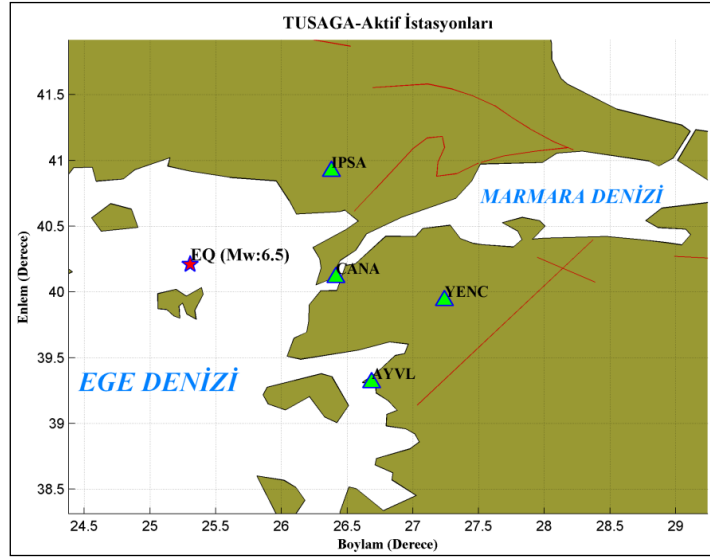 TUSAGA-Aktif İstasyonları
41.5
41
40.5
40
39.5
39
38.5
Enlem (Derece)
IPSA
MARMARA DENİZİ
EQ (Mw:6.5)
CANA
YENC
AYVL
EGE DENİZİ
24.5 25 25.5 26 26.5 27 27.5 28 28.5 29
Boylam (Derece)